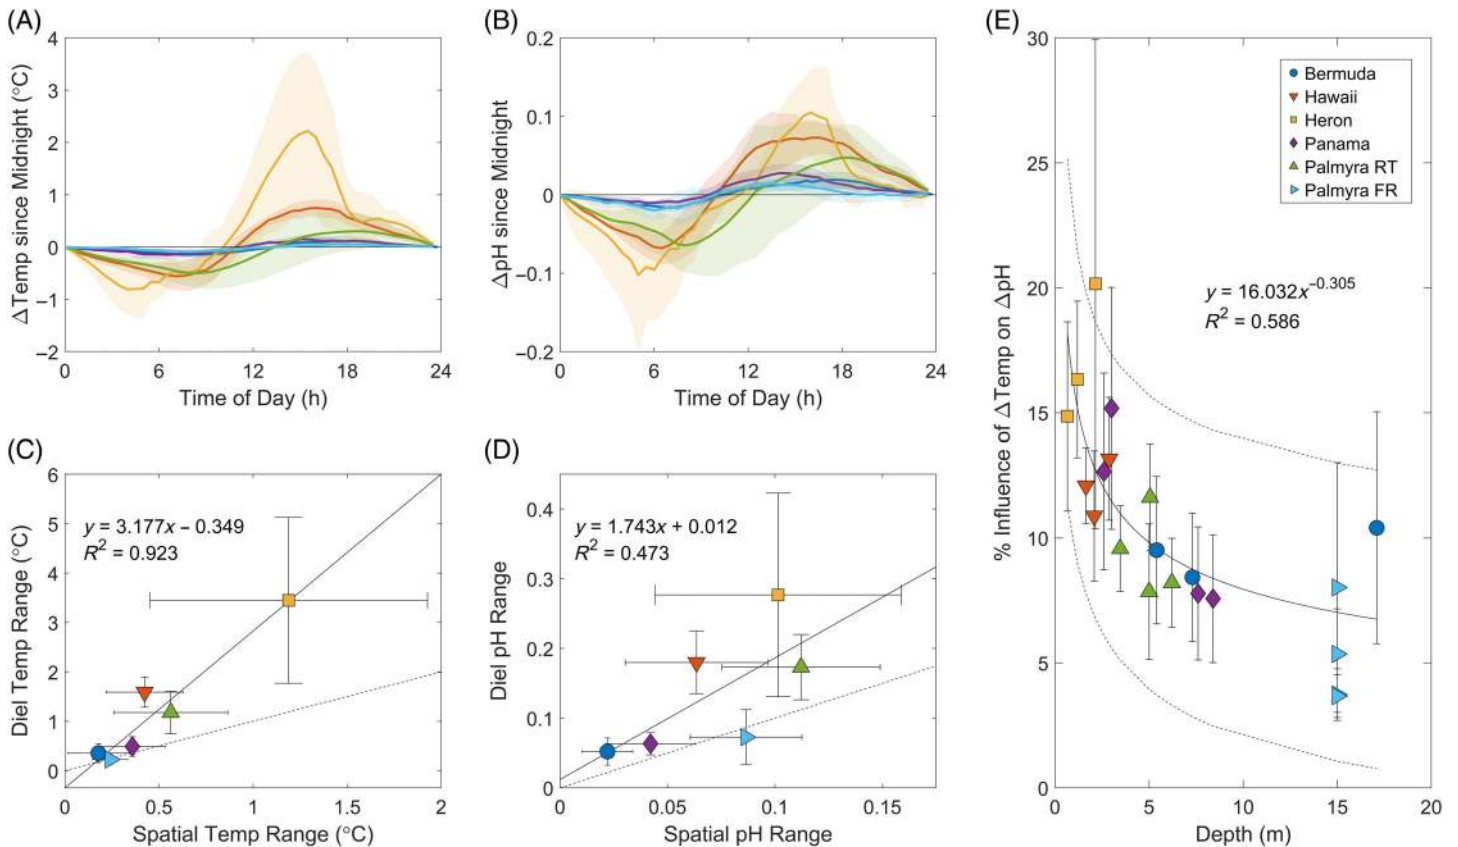 (A)
4
3
2
1
0
−1
−2
ΔTemp since Midnight (°C)
0 6 12 18 24
Time of Day (h)
(B)
0.2
0.1
0
−0.1
−0.2
ΔpH since Midnight
0 6 12 18 24
Time of Day (h)
(C)
6
5
4
3
2
1
0
Diel Temp Range (°C)
y = 3.177x − 0.349
R² = 0.923
0 0.5 1 1.5 2
Spatial Temp Range (°C)
(D)
0.4
0.3
0.2
0.1
0
Diel pH Range
y = 1.743x + 0.012
R² = 0.473
0 0.05 0.1 0.15
Spatial pH Range
(E)
30
25
20
15
10
5
0
% Influence of ΔTemp on ΔpH
Bermuda
Hawaii
Heron
Panama
Palmyra RT
Palmyra FR
y = 16.032x⁻⁰·³⁰⁵
R² = 0.586
0 5 10 15 20
Depth (m)